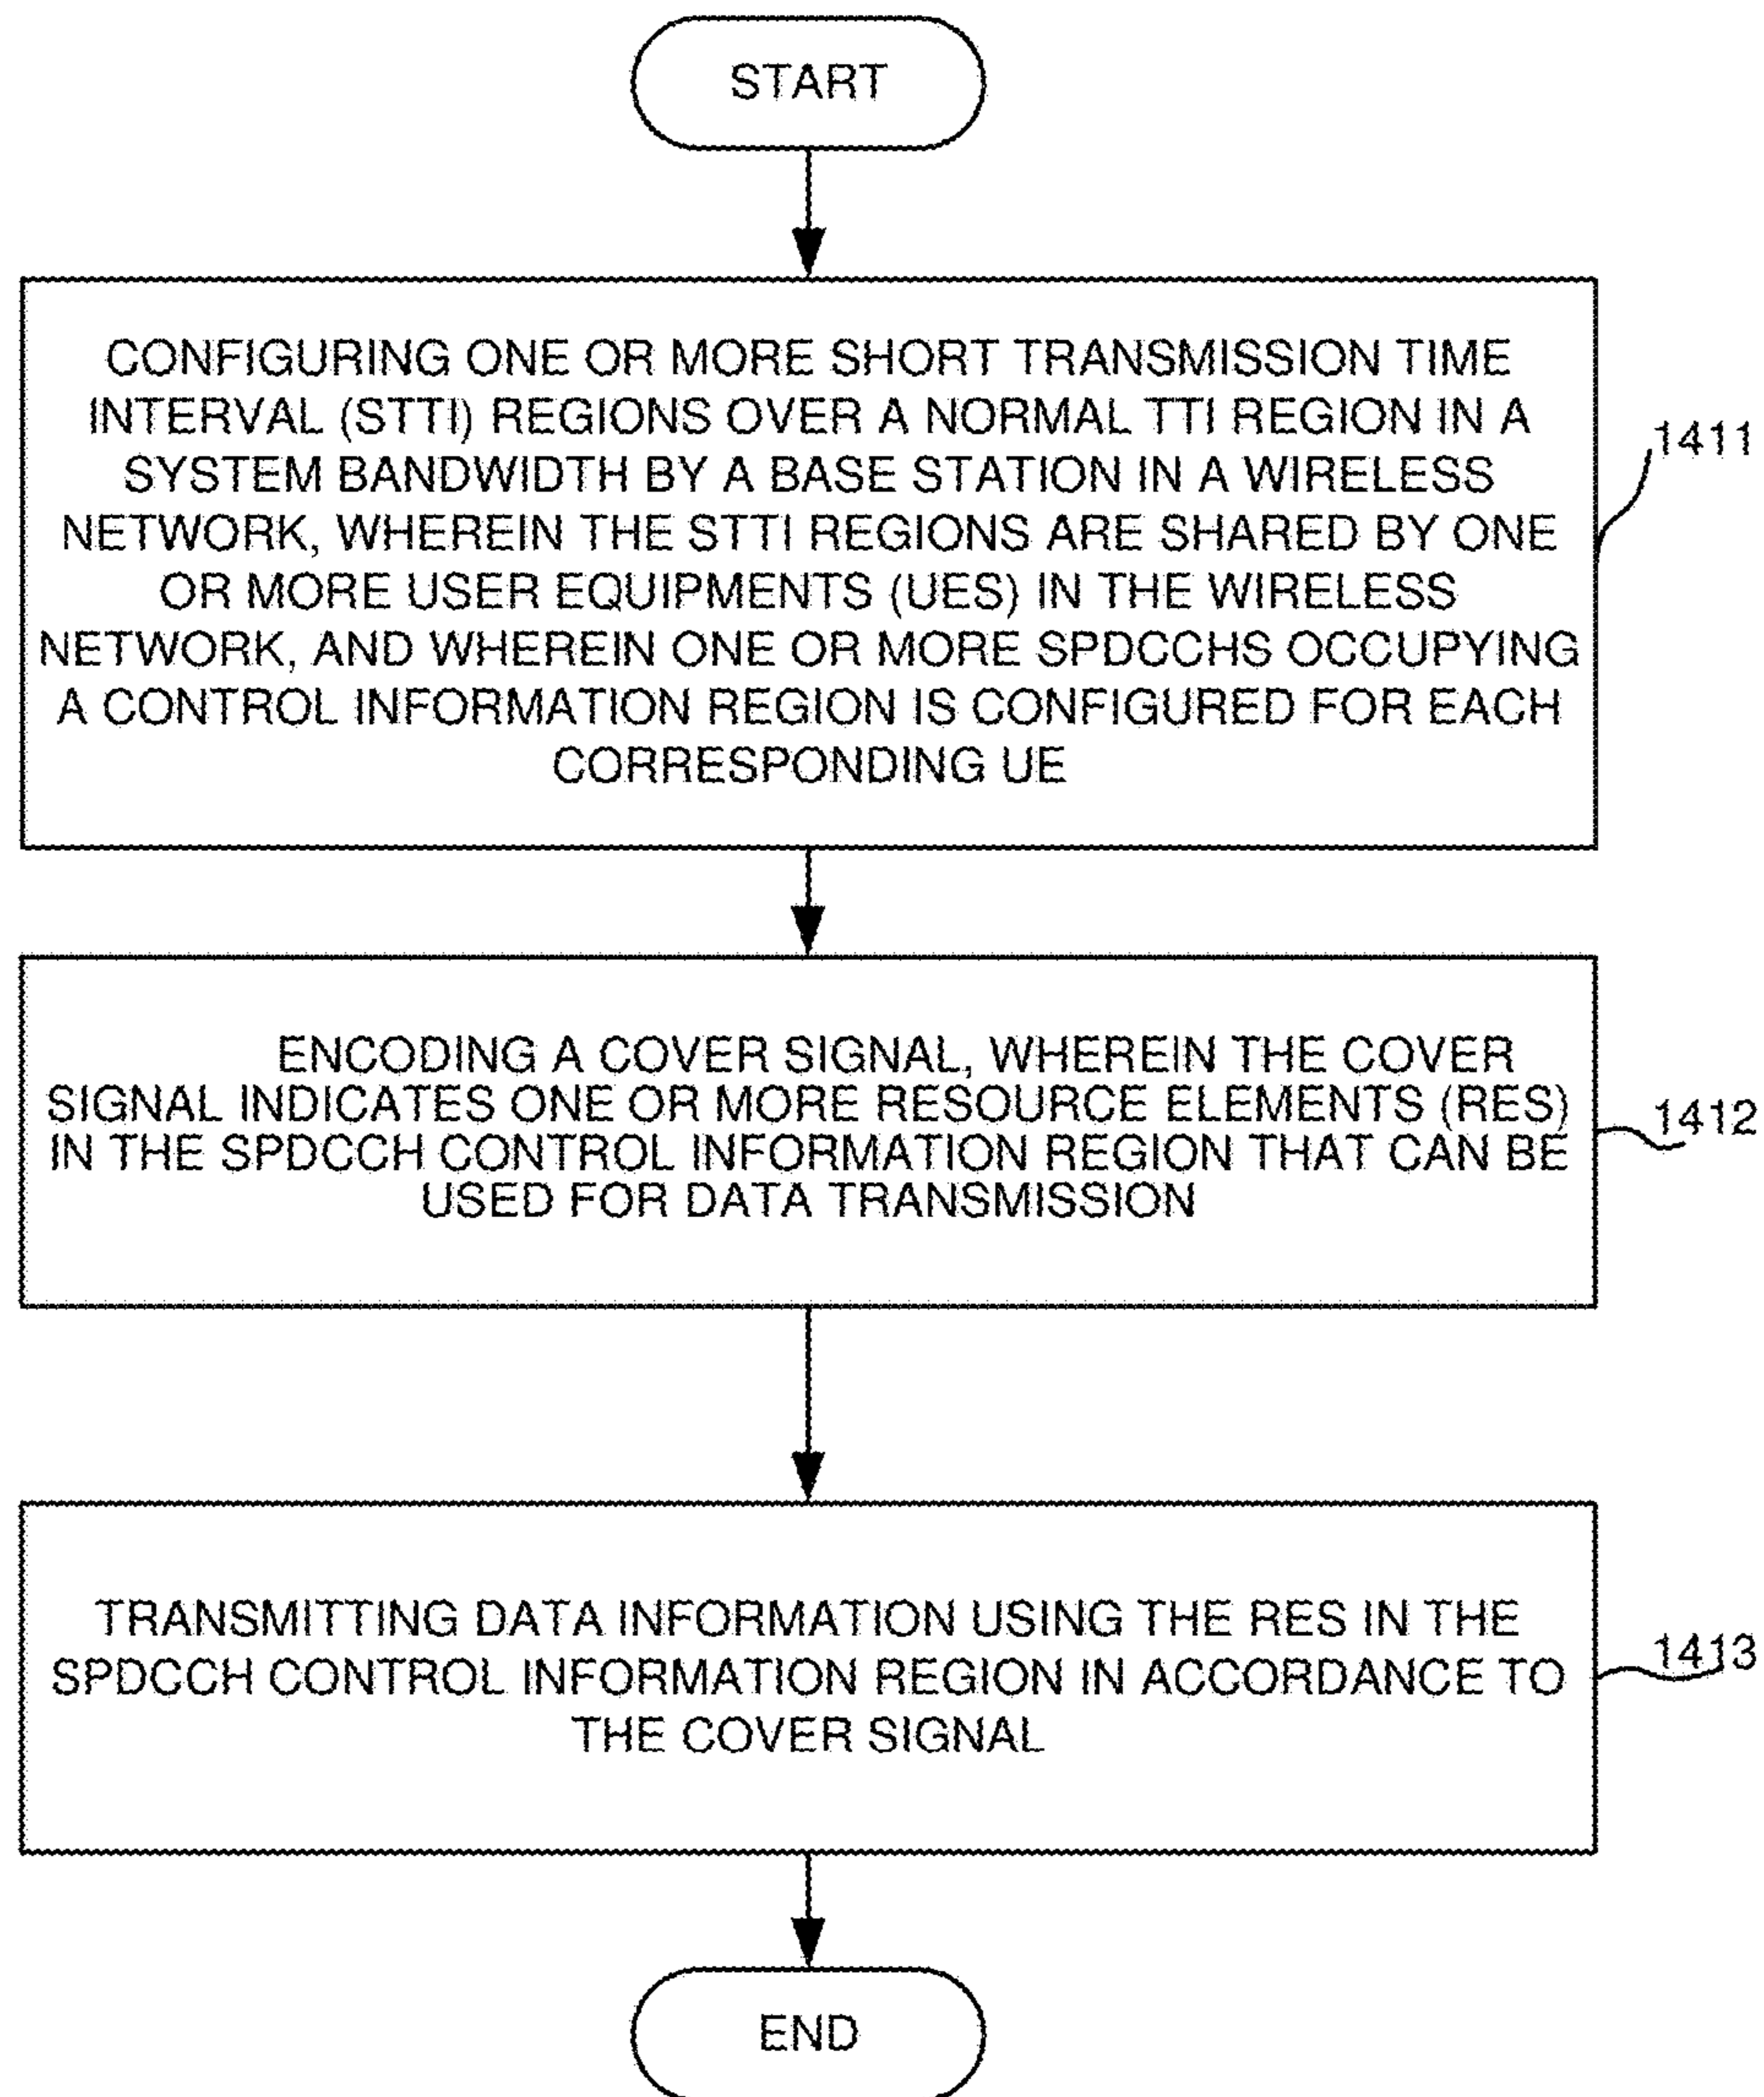 START
CONFIGURING ONE OR MORE SHORT TRANSMISSION TIME
INTERVAL (STTI) REGIONS OVER A NORMAL TTI REGION IN A
SYSTEM BANDWIDTH BY A BASE STATION IN A WIRELESS
NETWORK, WHEREIN THE STTI REGIONS ARE SHARED BY ONE
OR MORE USER EQUIPMENTS (UES) IN THE WIRELESS
NETWORK, AND WHEREIN ONE OR MORE SPDCCHS OCCUPYING
A CONTROL INFORMATION REGION IS CONFIGURED FOR EACH
CORRESPONDING UE
1411
ENCODING A COVER SIGNAL, WHEREIN THE COVER
SIGNAL INDICATES ONE OR MORE RESOURCE ELEMENTS (RES)
IN THE SPDCCH CONTROL INFORMATION REGION THAT CAN BE
USED FOR DATA TRANSMISSION
1412
TRANSMITTING DATA INFORMATION USING THE RES IN THE
SPDCCH CONTROL INFORMATION REGION IN ACCORDANCE TO
THE COVER SIGNAL
1413
END